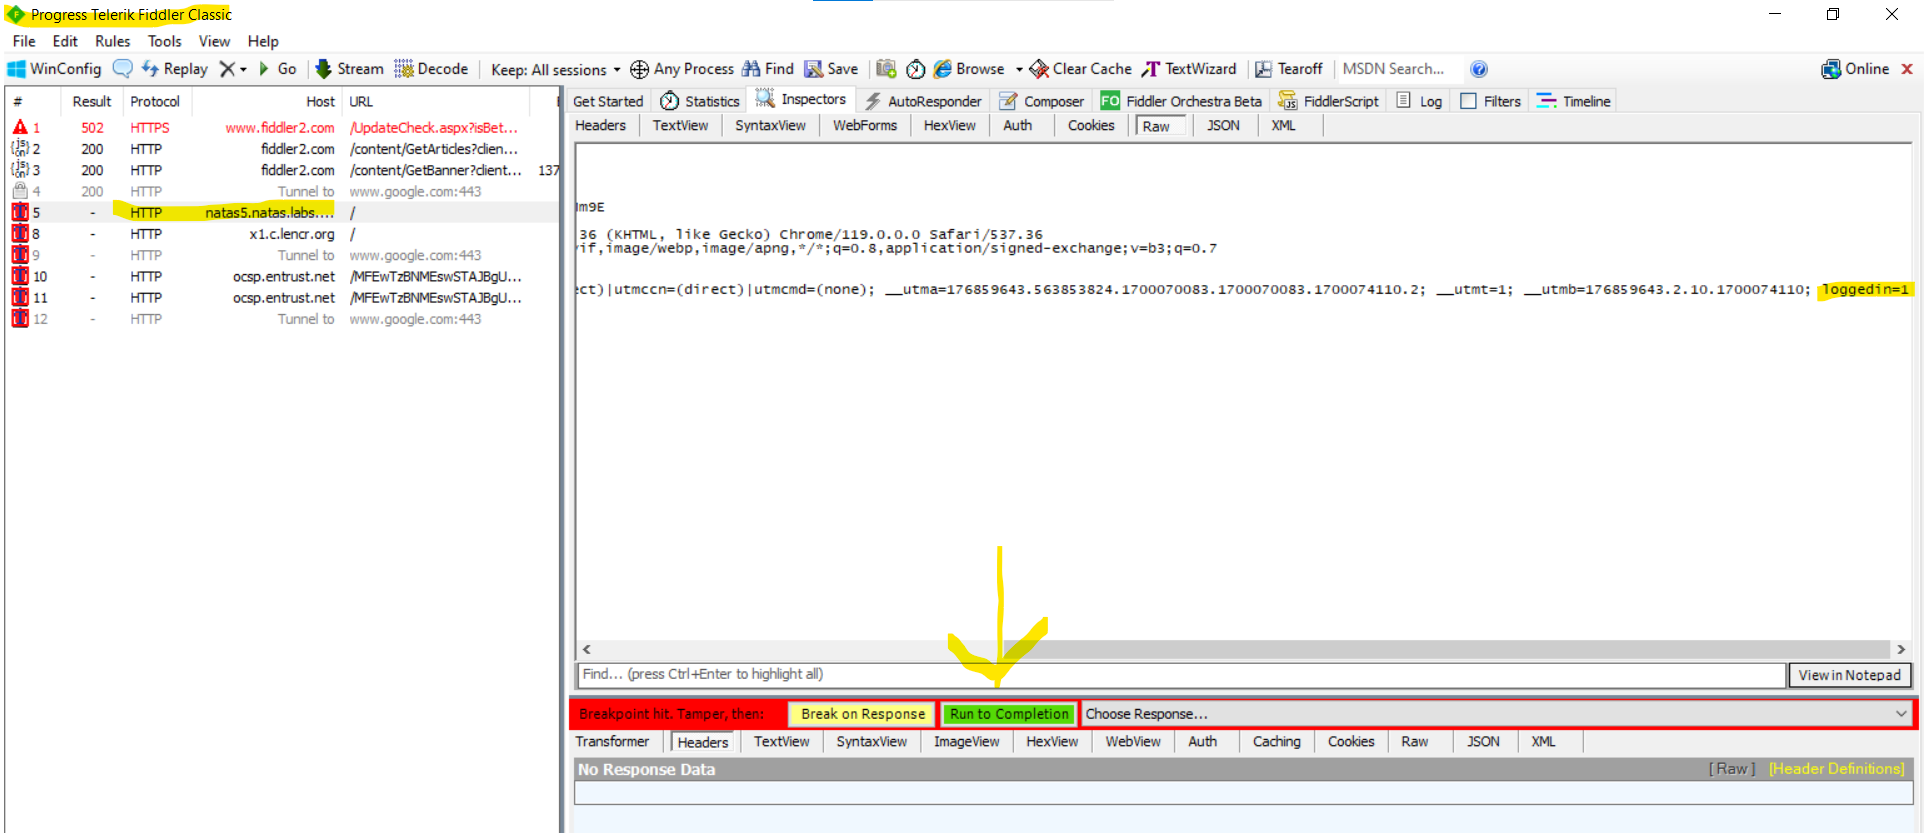 Progress Telerik Fiddler Classic
File Edit Rules Tools View Help
WinConfig Replay Go Stream Decode Keep: All sessions Any Process Find Save Browse Clear Cache TextWizard Tearoff MSDN Search... Online
# Result Protocol Host URL
1 502 HTTPS www.fiddler2.com /UpdateCheck.aspx?isBet...
2 200 HTTP fiddler2.com /content/GetArticles?clien...
3 200 HTTP fiddler2.com /content/GetBanner?client... 137
4 200 HTTP Tunnel to www.google.com:443
5 - HTTP natas5.natas.labs.... /
8 - HTTP x1.c.lencr.org /
9 - HTTP Tunnel to www.google.com:443
10 - HTTP ocsp.entrust.net /MFEwTzBNMEswSTAJBgU...
11 - HTTP ocsp.entrust.net /MFEwTzBNMEswSTAJBgU...
12 - HTTP Tunnel to www.google.com:443
Get Started Statistics Inspectors AutoResponder Composer FO Fiddler Orchestra Beta FiddlerScript Log Filters Timeline
Headers TextView SyntaxView WebForms HexView Auth Cookies Raw JSON XML
m9E
36 (KHTML, like Gecko) Chrome/119.0.0.0 Safari/537.36
if,image/webp,image/apng,*/*;q=0.8,application/signed-exchange;v=b3;q=0.7
ect)|utmccn=(direct)|utmcmd=(none); __utma=176859643.563853824.1700070083.1700070083.1700074110.2; __utmt=1; __utmb=176859643.2.10.1700074110; loggedin=1
Find... (press Ctrl+Enter to highlight all) View in Notepad
Breakpoint hit. Tamper, then: Break on Response Run to Completion Choose Response...
Transformer Headers TextView SyntaxView ImageView HexView WebView Auth Caching Cookies Raw JSON XML
No Response Data [Raw] [Header Definitions]